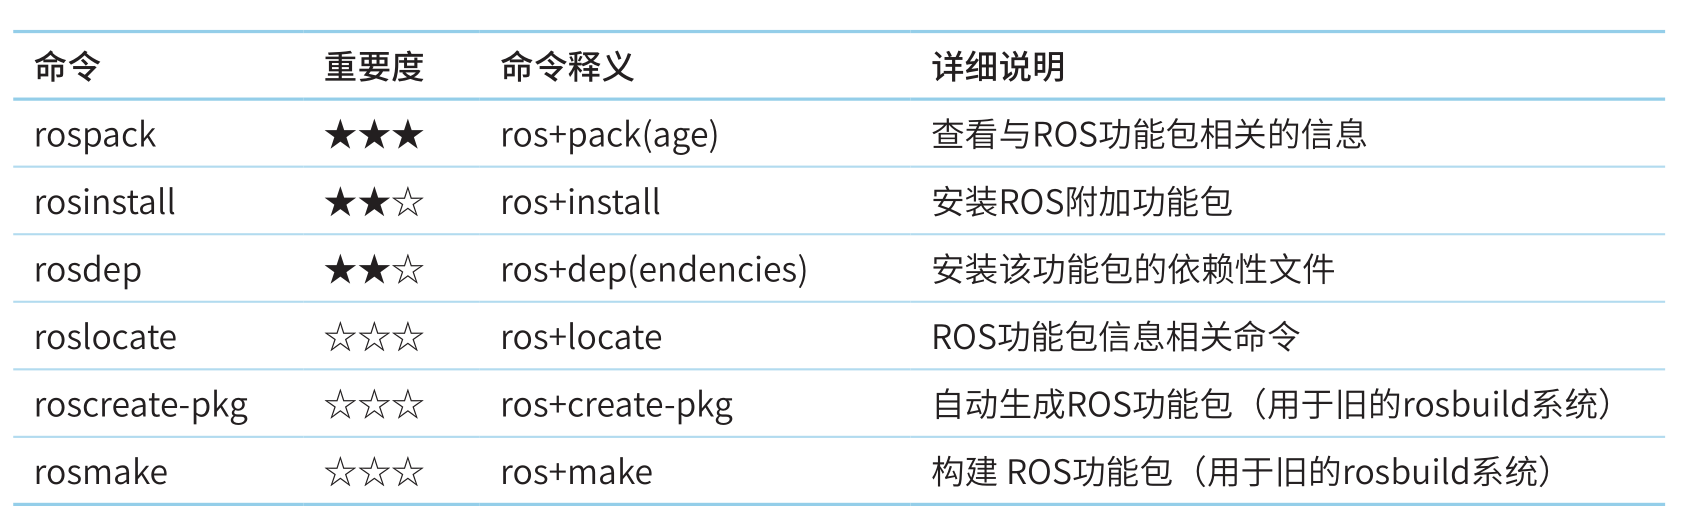 命令 重要度 命令释义 详细说明
rospack ★★★ ros+pack(age) 查看与ROS功能包相关的信息
rosinstall ★★☆ ros+install 安装ROS附加功能包
rosdep ★★☆ ros+dep(endencies) 安装该功能包的依赖性文件
roslocate ☆☆☆ ros+locate ROS功能包信息相关命令
roscreate-pkg ☆☆☆ ros+create-pkg 自动生成ROS功能包（用于旧的rosbuild系统）
rosmake ☆☆☆ ros+make 构建 ROS功能包（用于旧的rosbuild系统）